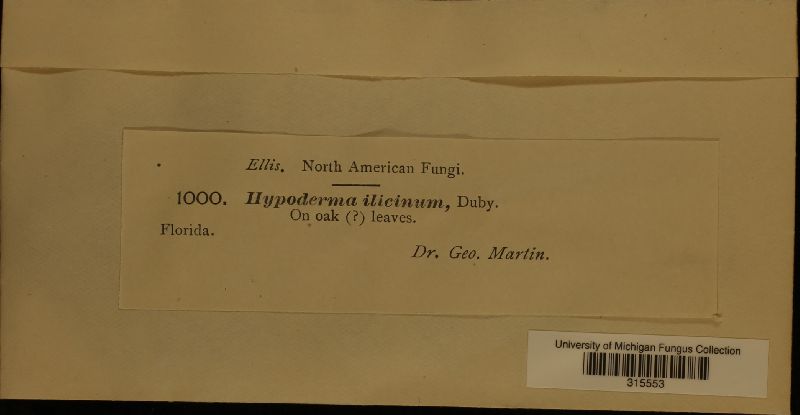 Ellis. North American Fungi.
1000. Hypoderma ilicinum, Duby.
On oak (?) leaves.
Florida.
Dr. Geo. Martin.
University of Michigan Fungus Collection
315553